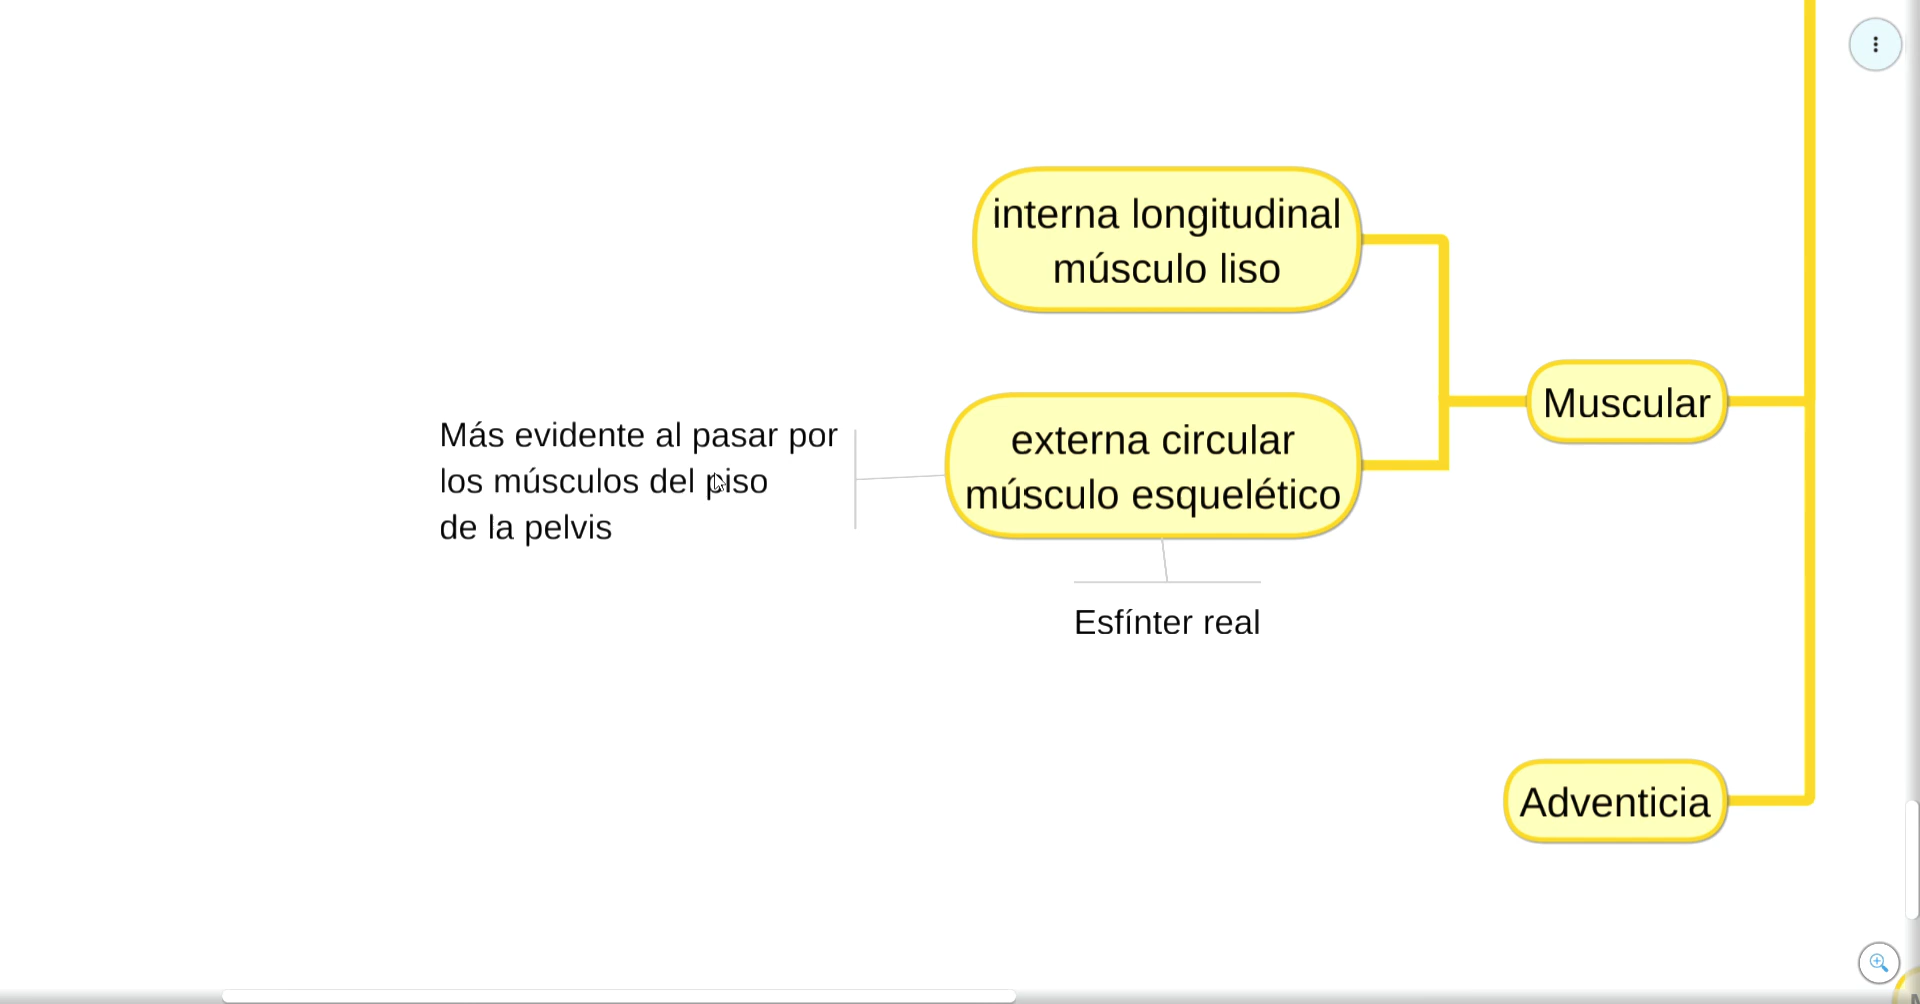 interna longitudinal
músculo liso
Muscular
Más evidente al pasar por
los músculos del piso
de la pelvis
externa circular
músculo esquelético
Esfínter real
Adventicia